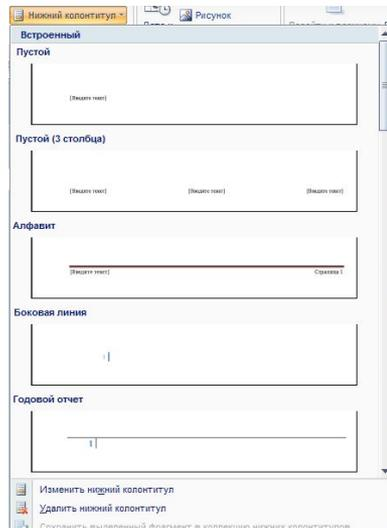 Нижний колонтитул
Рисунок
Встроенный
Пустой
[Введите текст]
Пустой (3 столбца)
[Введите текст] [Введите текст] [Введите текст]
Алфавит
[Введите текст] Страница 1
Боковая линия
1
Годовой отчет
1
Изменить нижний колонтитул
Удалить нижний колонтитул
Сохранить выделенный фрагмент в коллекцию нижних колонтитулов